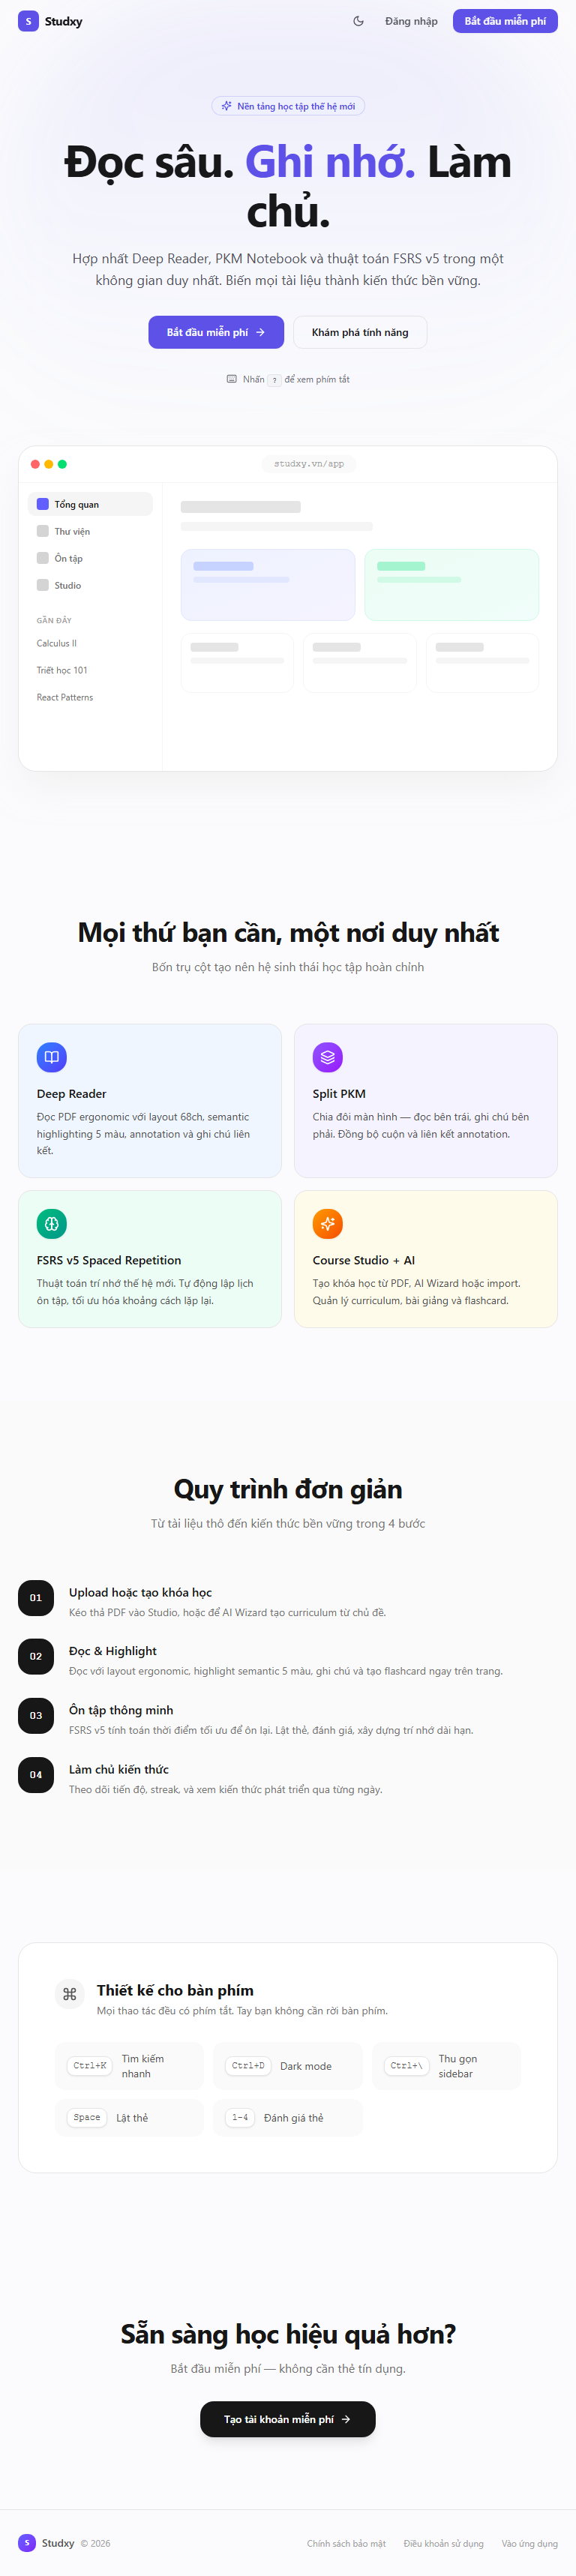 S Studxy
Đăng nhập
Bắt đầu miễn phí
Nền tảng học tập thế hệ mới
Đọc sâu. Ghi nhớ. Làm
chủ.
Hợp nhất Deep Reader, PKM Notebook và thuật toán FSRS v5 trong một
không gian duy nhất. Biến mọi tài liệu thành kiến thức bền vững.
Bắt đầu miễn phí
Khám phá tính năng
Nhấn ? để xem phím tắt
studxy.vn/app
Tổng quan
Thư viện
Ôn tập
Studio
GẦN ĐÂY
Calculus II
Triết học 101
React Patterns
Mọi thứ bạn cần, một nơi duy nhất
Bốn trụ cột tạo nên hệ sinh thái học tập hoàn chỉnh
Deep Reader
Đọc PDF ergonomic với layout 68ch, semantic
highlighting 5 màu, annotation và ghi chú liên
kết.
Split PKM
Chia đôi màn hình — đọc bên trái, ghi chú bên
phải. Đồng bộ cuộn và liên kết annotation.
FSRS v5 Spaced Repetition
Thuật toán trí nhớ thế hệ mới. Tự động lập lịch
ôn tập, tối ưu hóa khoảng cách lặp lại.
Course Studio + AI
Tạo khóa học từ PDF, AI Wizard hoặc import.
Quản lý curriculum, bài giảng và flashcard.
Quy trình đơn giản
Từ tài liệu thô đến kiến thức bền vững trong 4 bước
01
Upload hoặc tạo khóa học
Kéo thả PDF vào Studio, hoặc để AI Wizard tạo curriculum từ chủ đề.
02
Đọc & Highlight
Đọc với layout ergonomic, highlight semantic 5 màu, ghi chú và tạo flashcard ngay trên trang.
03
Ôn tập thông minh
FSRS v5 tính toán thời điểm tối ưu để ôn lại. Lật thẻ, đánh giá, xây dựng trí nhớ dài hạn.
04
Làm chủ kiến thức
Theo dõi tiến độ, streak, và xem kiến thức phát triển qua từng ngày.
Thiết kế cho bàn phím
Mọi thao tác đều có phím tắt. Tay bạn không cần rời bàn phím.
Ctrl+K
Tìm kiếm
nhanh
Ctrl+D
Dark mode
Ctrl+\
Thu gọn
sidebar
Space
Lật thẻ
1-4
Đánh giá thẻ
Sẵn sàng học hiệu quả hơn?
Bắt đầu miễn phí — không cần thẻ tín dụng.
Tạo tài khoản miễn phí
S Studxy © 2026
Chính sách bảo mật
Điều khoản sử dụng
Vào ứng dụng